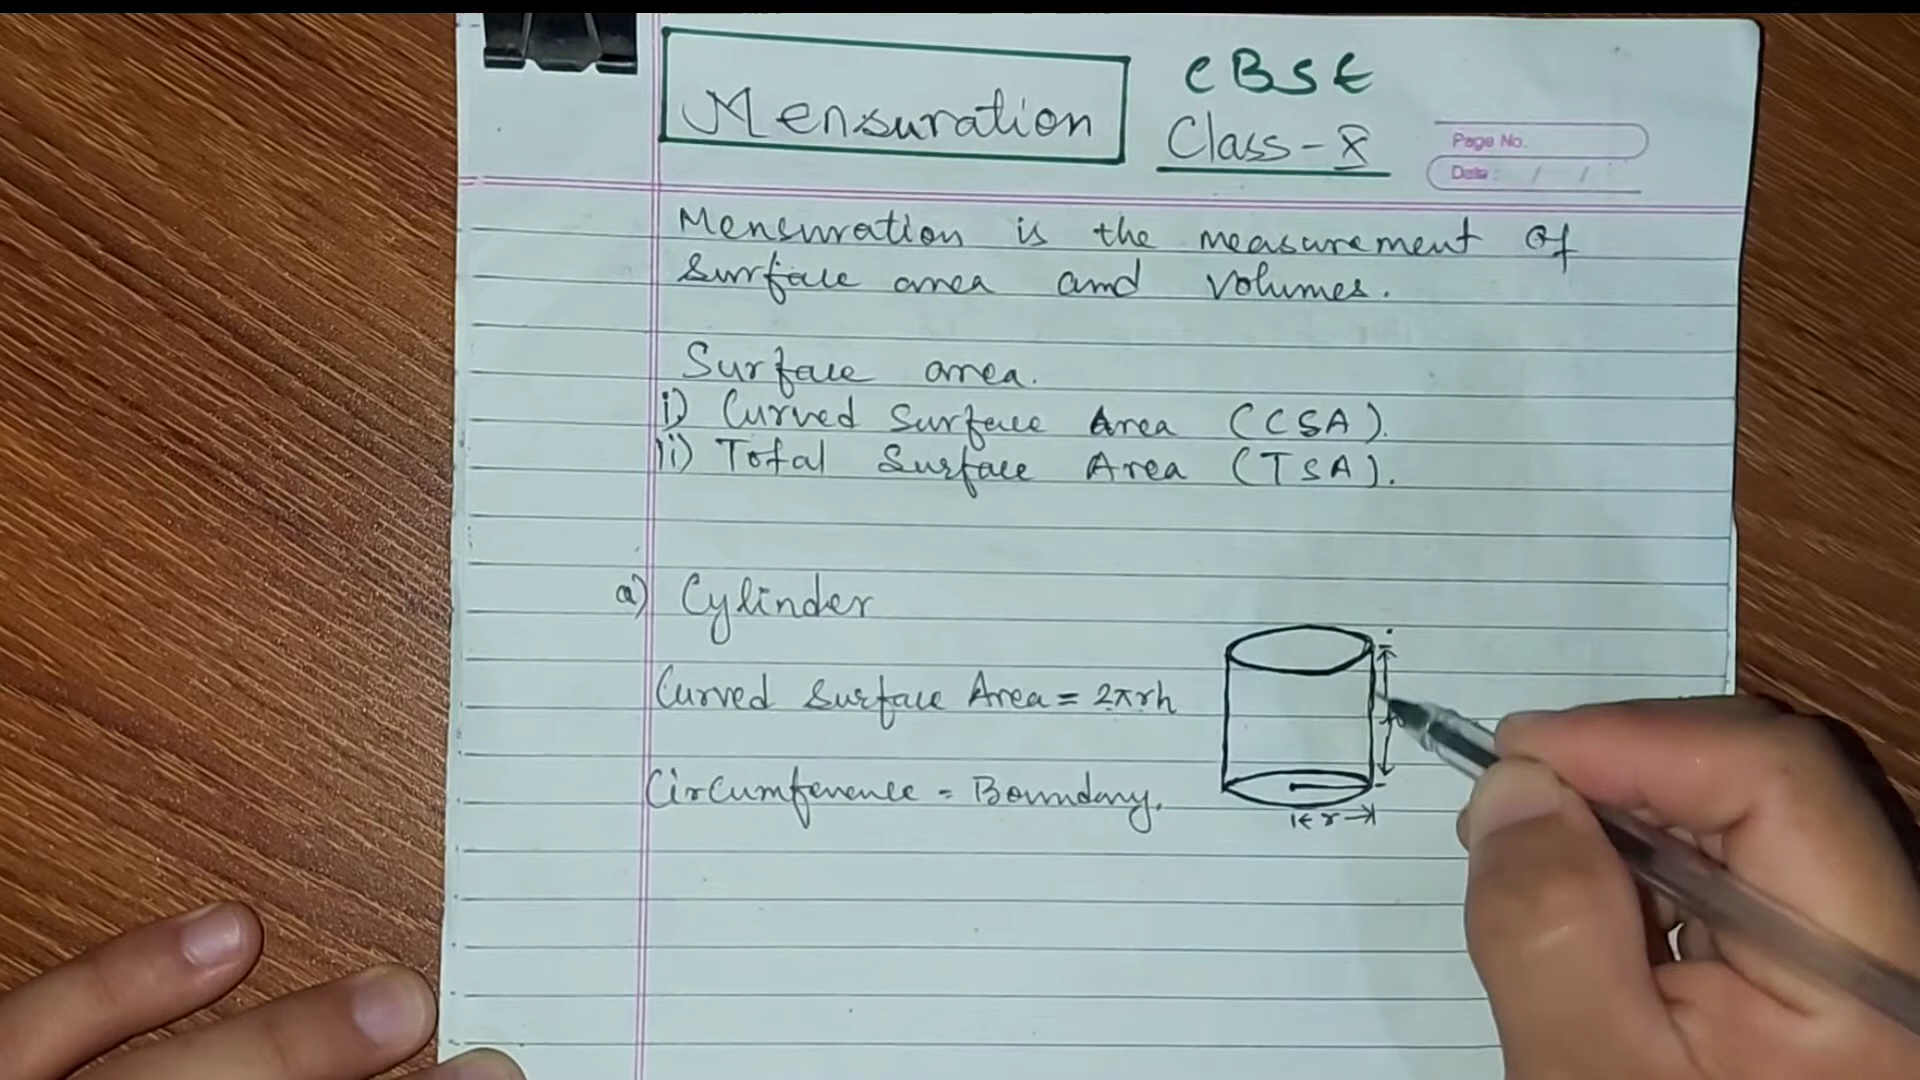 Mensuration
CBSE
Class-8
Page No.
Date : / /
Mensuration is the measurement of
Surface area and volumes.
Surface area.
i) Curved Surface Area (CSA).
ii) Total Surface Area (TSA).
a) Cylinder
Curved Surface Area = 2πrh
Circumference = Boundary.
h
r